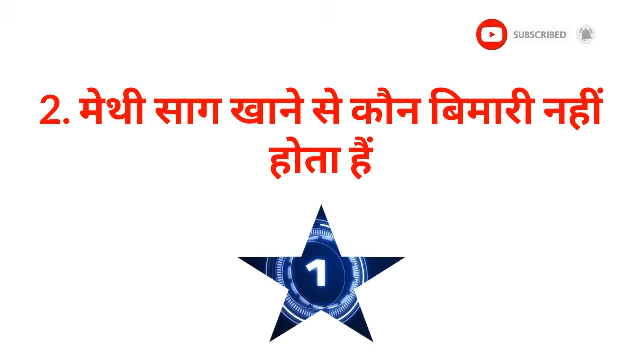 SUBSCRIBED
2. मेथी साग खाने से कौन बिमारी नहीं
होता हैं
1